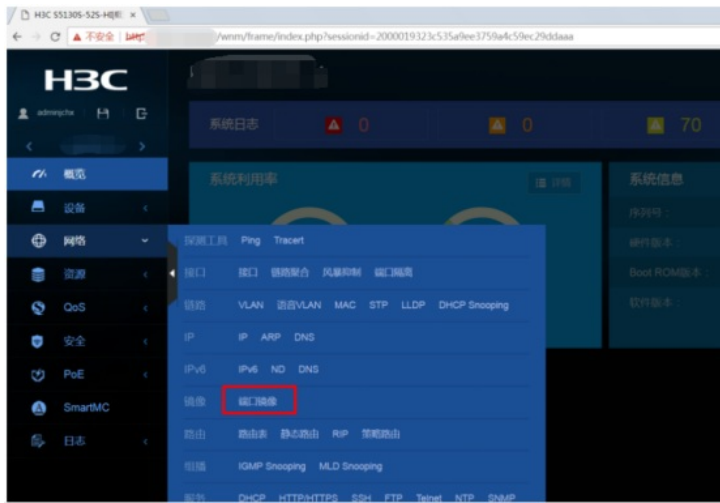 H3C S5130S-52S-HI
不安全
/wnm/frame/index.php?sessionid=2000019323c535a9ee3759a4c59ec29ddaaa
H3C
系统日志 0 0 70
概览
系统利用率 详情 系统信息
设备
序列号：
网络
探测工具 Ping Tracert
硬件版本：
资源
接口 接口 链路聚合 风暴抑制 端口隔离
Boot ROM版本：
QoS
链路 VLAN 语音VLAN MAC STP LLDP DHCP Snooping
软件版本：
安全
IP IP ARP DNS
PoE
IPv6 IPv6 ND DNS
SmartMC
镜像 端口镜像
日志
路由 路由表 静态路由 RIP 策略路由
组播 IGMP Snooping MLD Snooping
服务 DHCP HTTP/HTTPS SSH FTP Telnet NTP SNMP